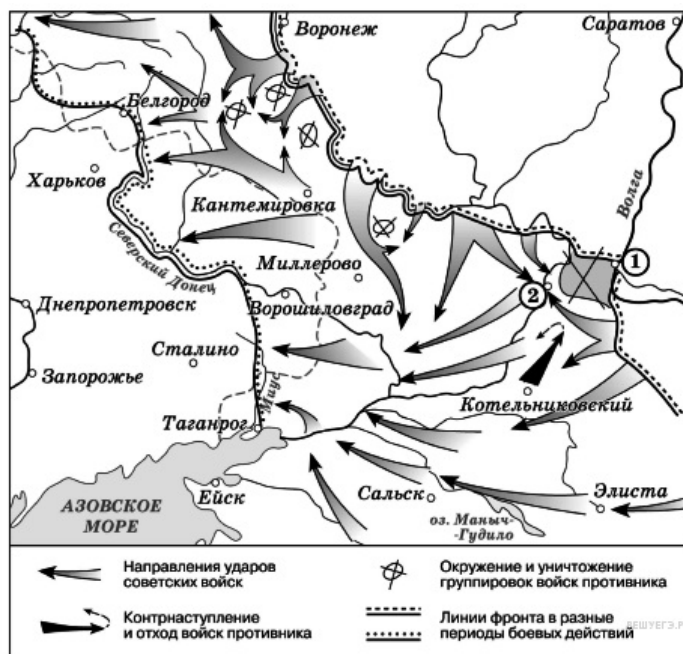 Воронеж
Саратов
Белгород
Харьков
Кантемировка
Волга
Северский Донец
Миллерово
1
2
Днепропетровск
Ворошиловград
Сталино
Запорожье
Миус
Котельниковский
Таганрог
АЗОВСКОЕ
МОРЕ
Ейск
Сальск
Элиста
оз. Маныч-
-Гудило
Направления ударов
советских войск
Окружение и уничтожение
группировок войск противника
Контрнаступление
и отход войск противника
Линии фронта в разные
периоды боевых действий